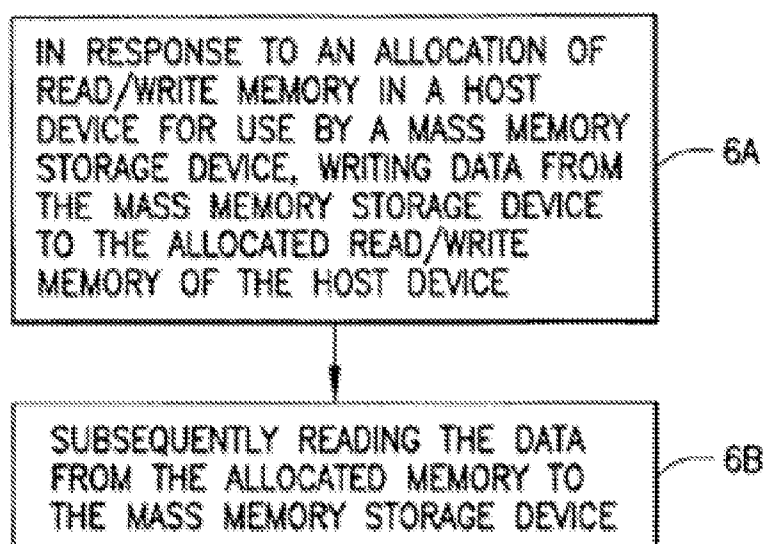 IN RESPONSE TO AN ALLOCATION OF
READ/WRITE MEMORY IN A HOST
DEVICE FOR USE BY A MASS MEMORY
STORAGE DEVICE, WRITING DATA FROM
THE MASS MEMORY STORAGE DEVICE
TO THE ALLOCATED READ/WRITE
MEMORY OF THE HOST DEVICE
6A
SUBSEQUENTLY READING THE DATA
FROM THE ALLOCATED MEMORY TO
THE MASS MEMORY STORAGE DEVICE
6B